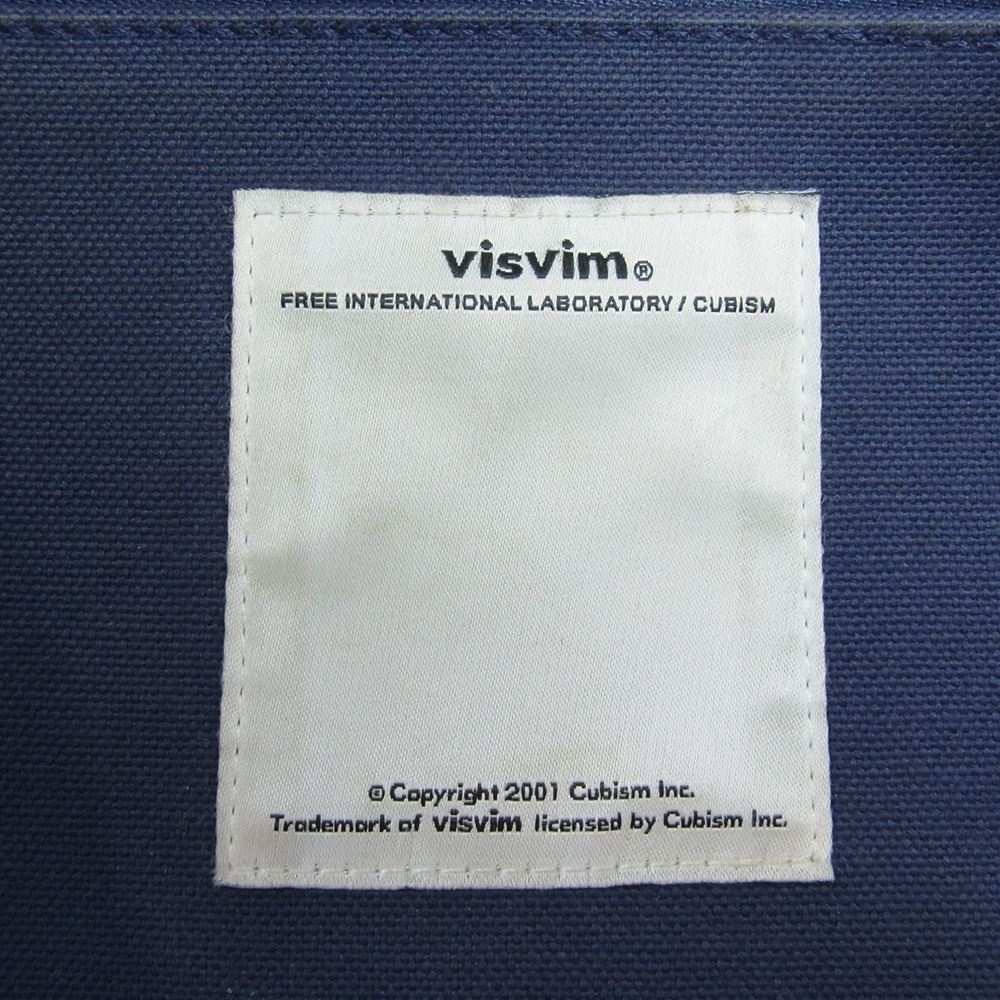 visvim®
FREE INTERNATIONAL LABORATORY / CUBISM
© Copyright 2001 Cubism Inc.
Trademark of visvim licensed by Cubism Inc.